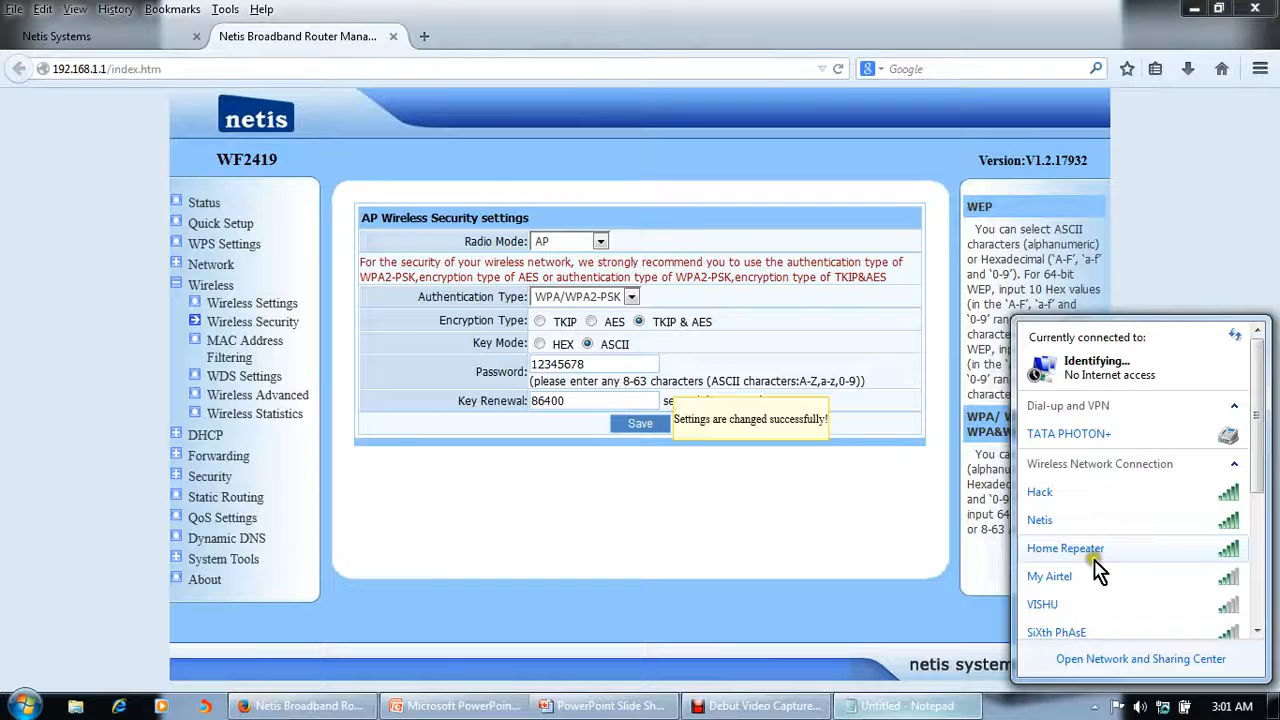 File Edit View History Bookmarks Tools Help
Netis Systems × Netis Broadband Router Mana... × +
192.168.1.1/index.htm Google
netis
WF2419 Version:V1.2.17932
Status
Quick Setup
WPS Settings
Network
Wireless
Wireless Settings
Wireless Security
MAC Address
Filtering
WDS Settings
Wireless Advanced
Wireless Statistics
DHCP
Forwarding
Security
Static Routing
QoS Settings
Dynamic DNS
System Tools
About
AP Wireless Security settings
Radio Mode: AP
For the security of your wireless network, we strongly recommend you to use the authentication type of
WPA2-PSK,encryption type of AES or authentication type of WPA2-PSK,encryption type of TKIP&AES
Authentication Type: WPA/WPA2-PSK
Encryption Type: TKIP AES TKIP & AES
Key Mode: HEX ASCII
Password: 12345678
(please enter any 8-63 characters (ASCII characters:A-Z,a-z,0-9))
Key Renewal: 86400
Save
Settings are changed successfully!
WEP
You can select ASCII
characters (alphanumeric)
or Hexadecimal ('A-F', 'a-f'
and '0-9'). For 64-bit
WEP, input 10 Hex values
(in the 'A-F', 'a-f' and
WPA/
Currently connected to:
Identifying...
No Internet access
Dial-up and VPN
TATA PHOTON+
Wireless Network Connection
Hack
Netis
Home Repeater
My Airtel
VISHU
SiXth PhAsE
Open Network and Sharing Center
netis
Netis Broadband Ro... Microsoft PowerPoin... PowerPoint Slide Sh... Debut Video Captur... Untitled - Notepad 3:01 AM